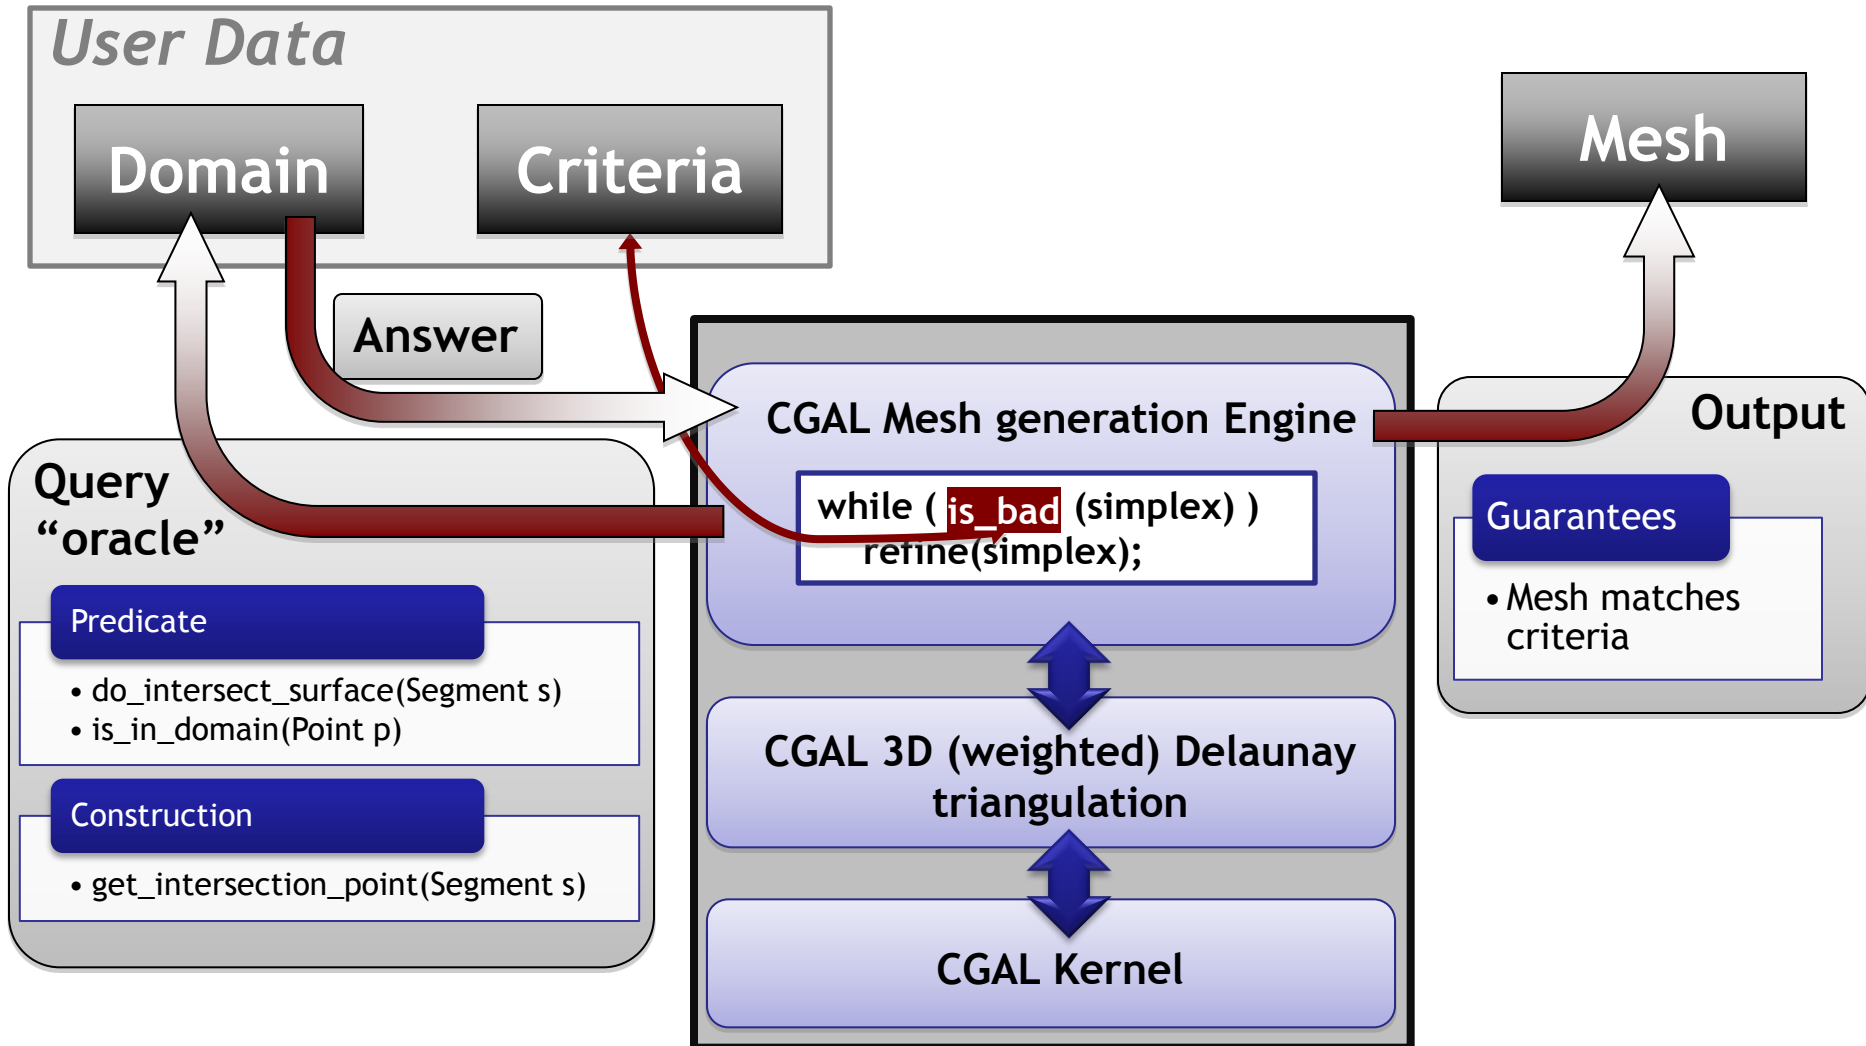 User Data
Domain
Criteria
Mesh
Answer
Query
“oracle”
Predicate
• do_intersect_surface(Segment s)
• is_in_domain(Point p)
Construction
• get_intersection_point(Segment s)
CGAL Mesh generation Engine
while ( is_bad (simplex) )
refine(simplex);
CGAL 3D (weighted) Delaunay
triangulation
CGAL Kernel
Output
Guarantees
• Mesh matches
criteria